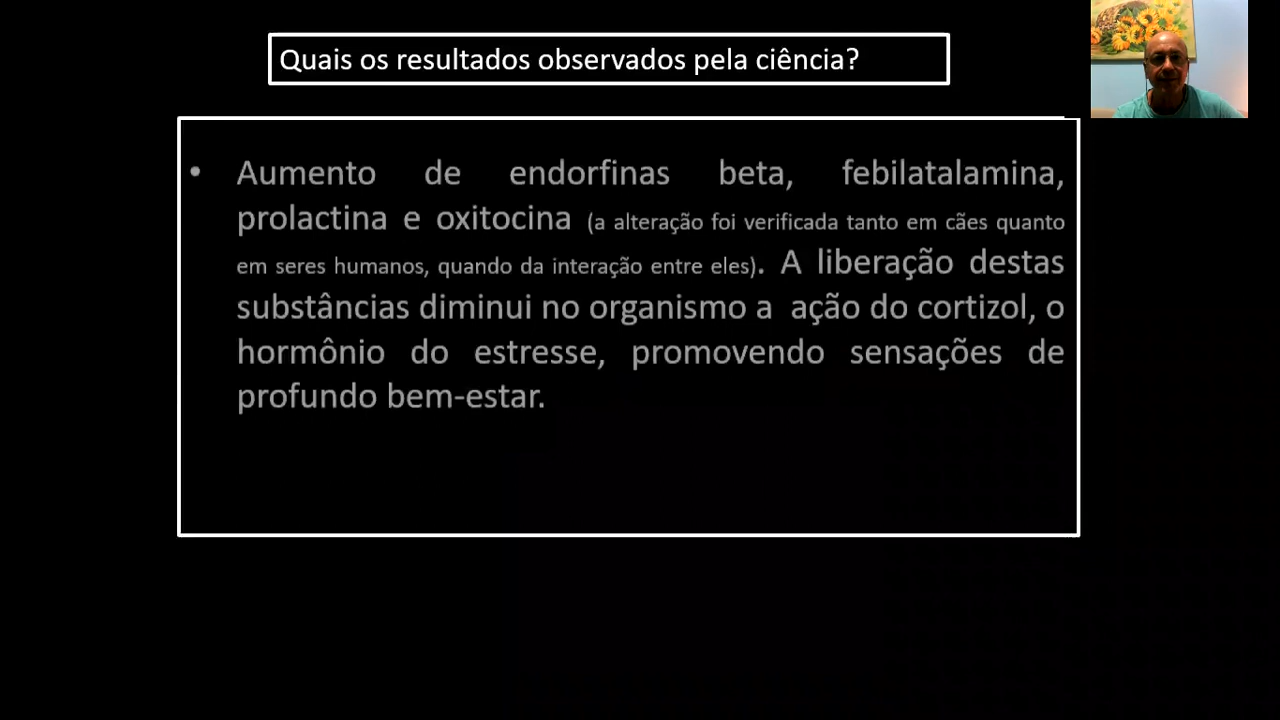 Quais os resultados observados pela ciência?
• Aumento de endorfinas beta, febilatalamina,
prolactina e oxitocina (a alteração foi verificada tanto em cães quanto
em seres humanos, quando da interação entre eles). A liberação destas
substâncias diminui no organismo a ação do cortizol, o
hormônio do estresse, promovendo sensações de
profundo bem-estar.